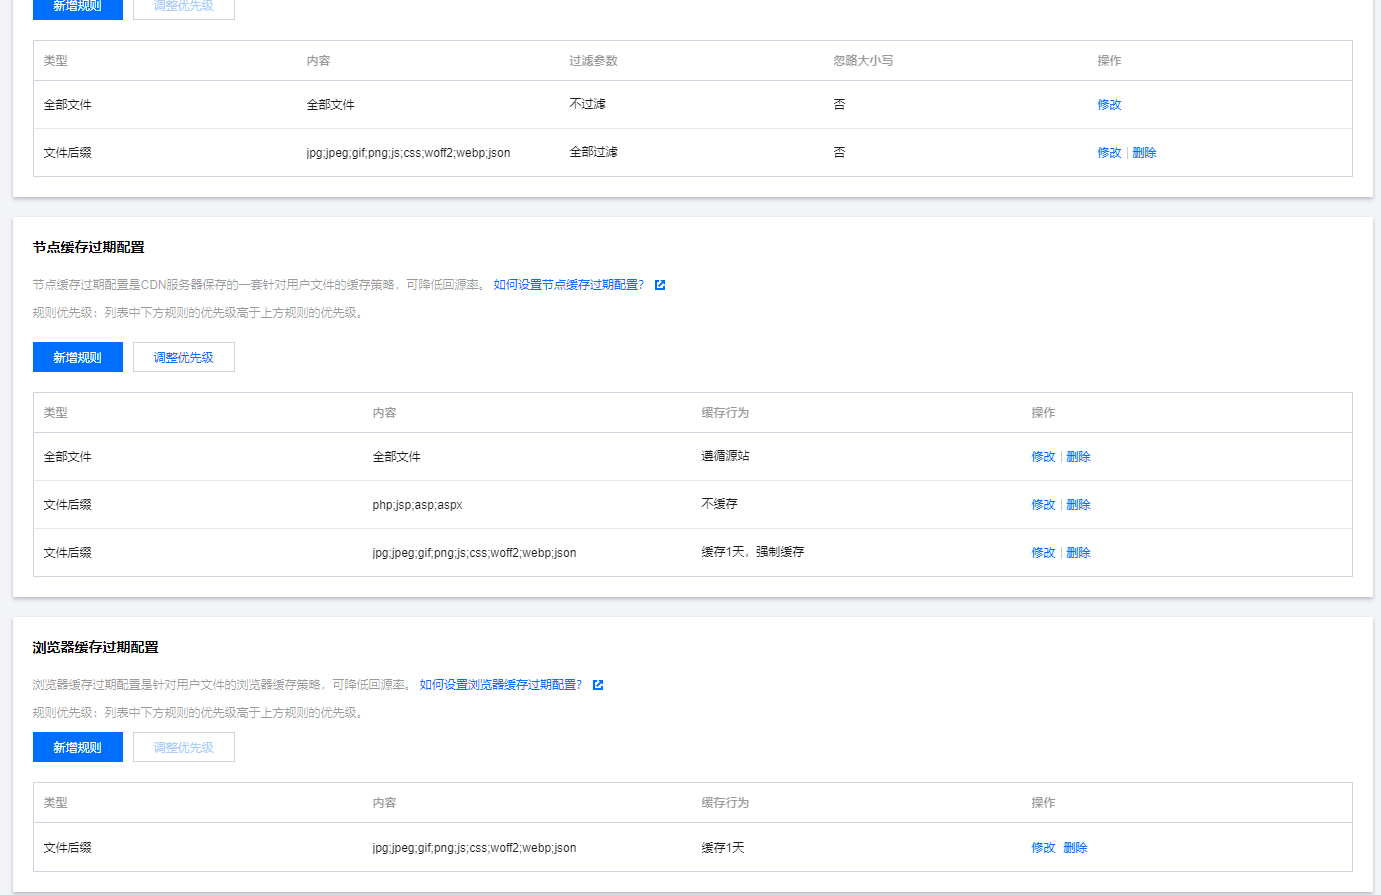 新增规则 调整优先级
类型 内容 过滤参数 忽略大小写 操作
全部文件 全部文件 不过滤 否 修改
文件后缀 jpg;jpeg;gif;png;js;css;woff2;webp;json 全部过滤 否 修改 | 删除
节点缓存过期配置
节点缓存过期配置是CDN服务器保存的一套针对用户文件的缓存策略，可降低回源率。 如何设置节点缓存过期配置？
规则优先级：列表中下方规则的优先级高于上方规则的优先级。
新增规则 调整优先级
类型 内容 缓存行为 操作
全部文件 全部文件 遵循源站 修改 | 删除
文件后缀 php;jsp;asp;aspx 不缓存 修改 | 删除
文件后缀 jpg;jpeg;gif;png;js;css;woff2;webp;json 缓存1天，强制缓存 修改 | 删除
浏览器缓存过期配置
浏览器缓存过期配置是针对用户文件的浏览器缓存策略，可降低回源率。 如何设置浏览器缓存过期配置？
规则优先级：列表中下方规则的优先级高于上方规则的优先级。
新增规则 调整优先级
类型 内容 缓存行为 操作
文件后缀 jpg;jpeg;gif;png;js;css;woff2;webp;json 缓存1天 修改 删除